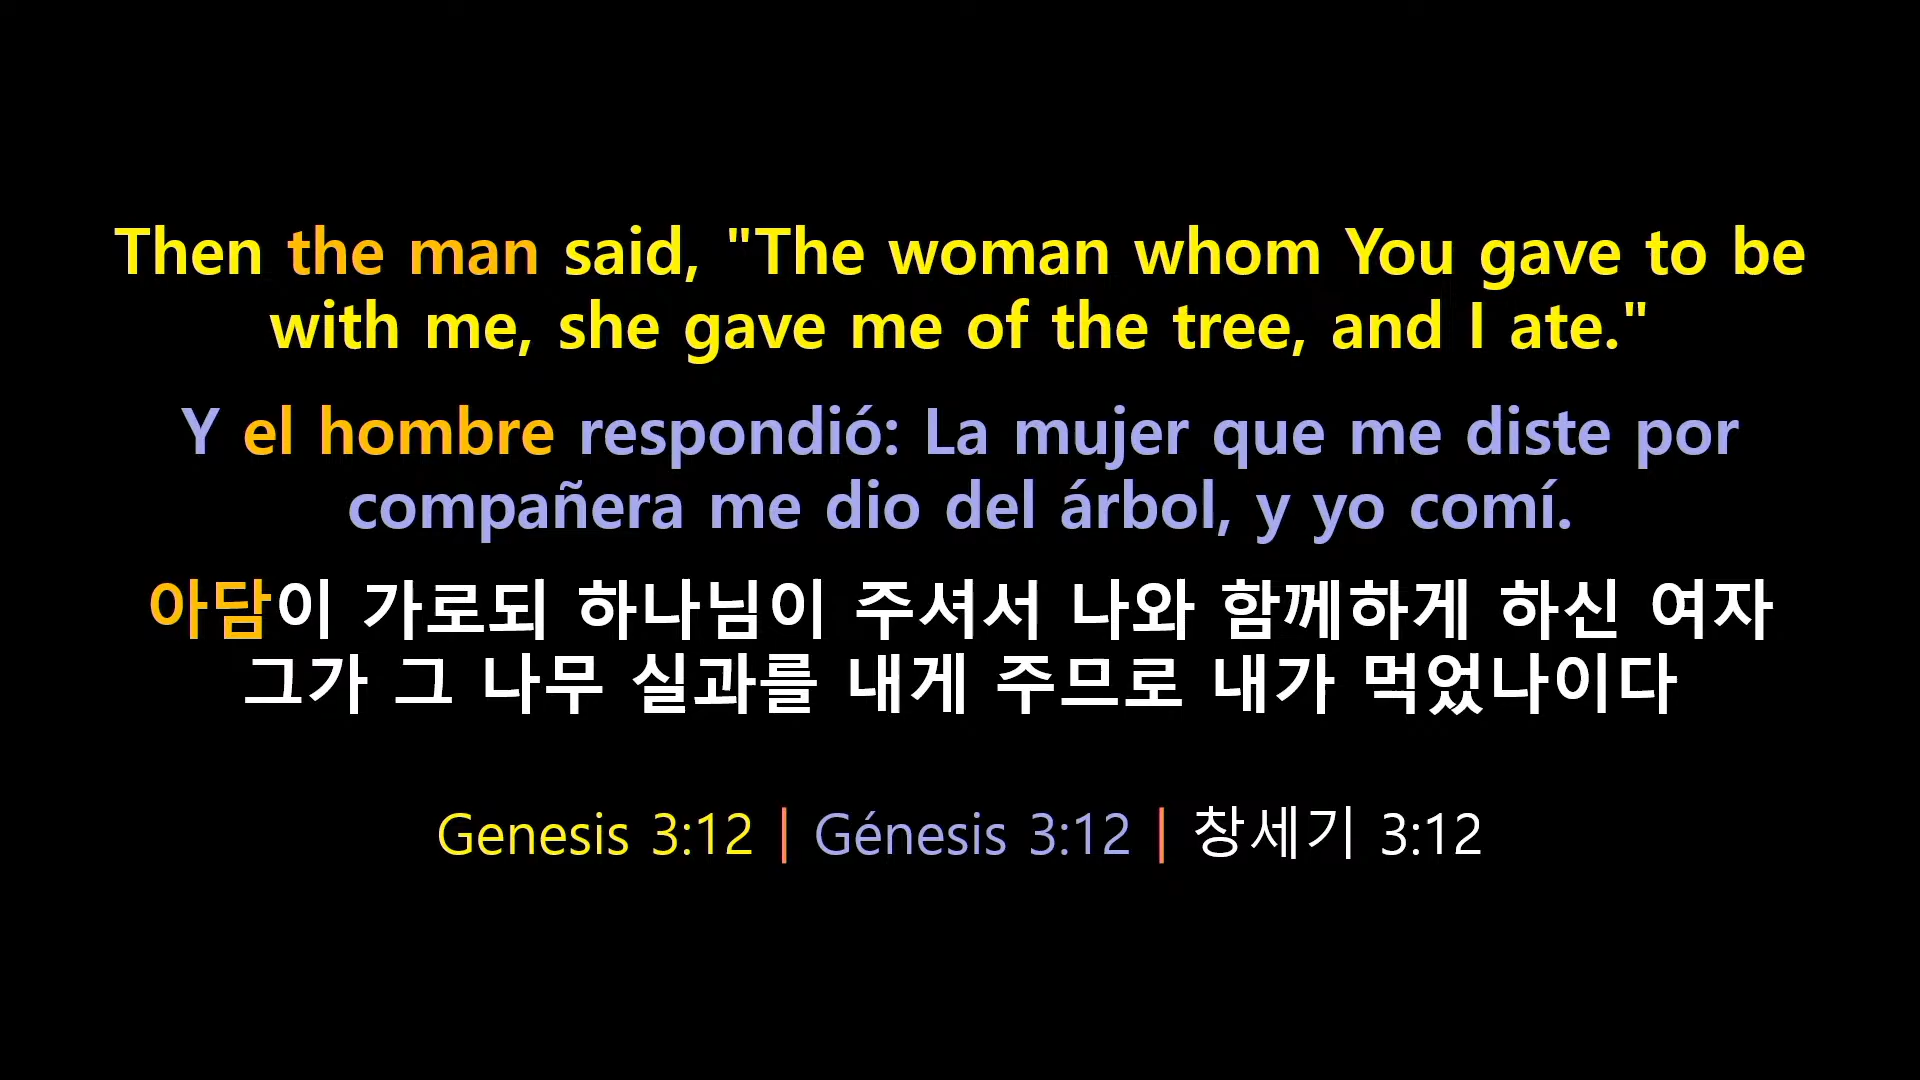 Then the man said, "The woman whom You gave to be
with me, she gave me of the tree, and I ate."
Y el hombre respondió: La mujer que me diste por
compañera me dio del árbol, y yo comí.
아담이 가로되 하나님이 주셔서 나와 함께하게 하신 여자
그가 그 나무 실과를 내게 주므로 내가 먹었나이다
Genesis 3:12 | Génesis 3:12 | 창세기 3:12